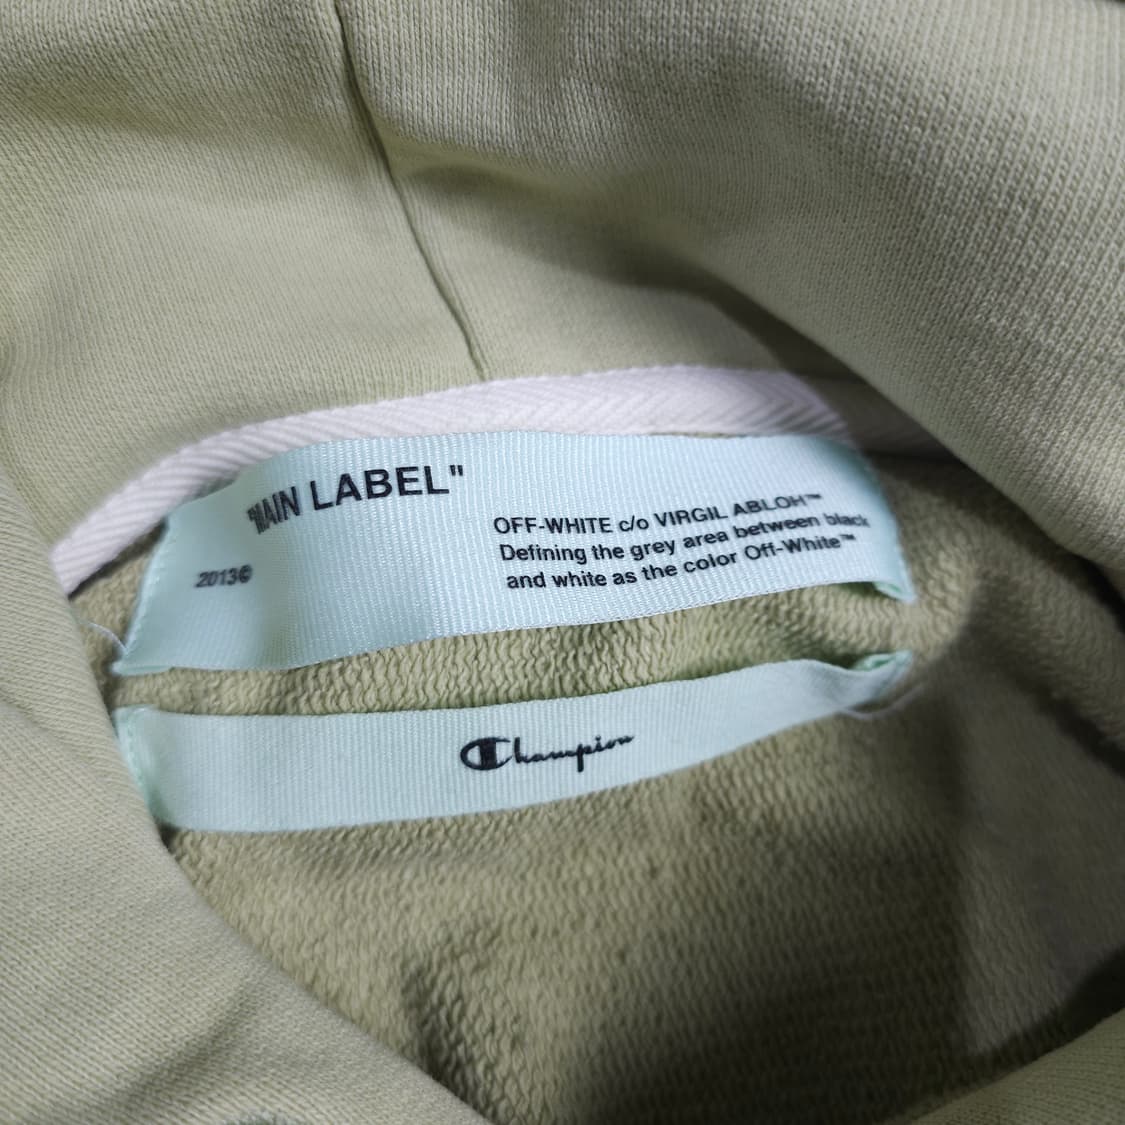 "MAIN LABEL"
2013©
OFF-WHITE c/o VIRGIL ABLOH™
Defining the grey area between black
and white as the color Off-White™
Champion